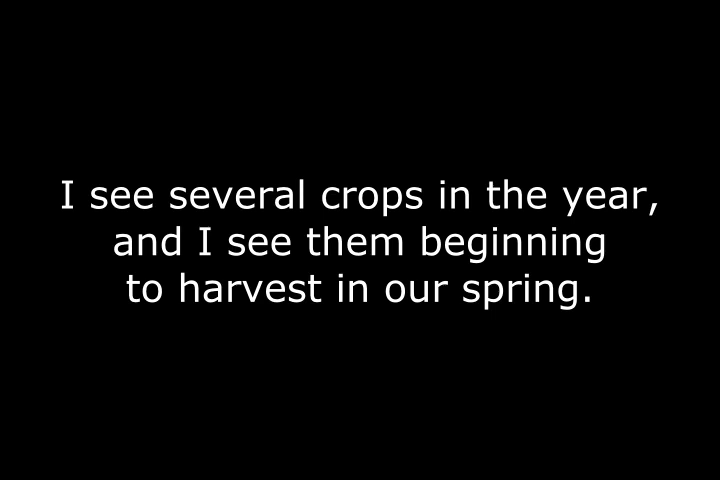 I see several crops in the year,
and I see them beginning
to harvest in our spring.